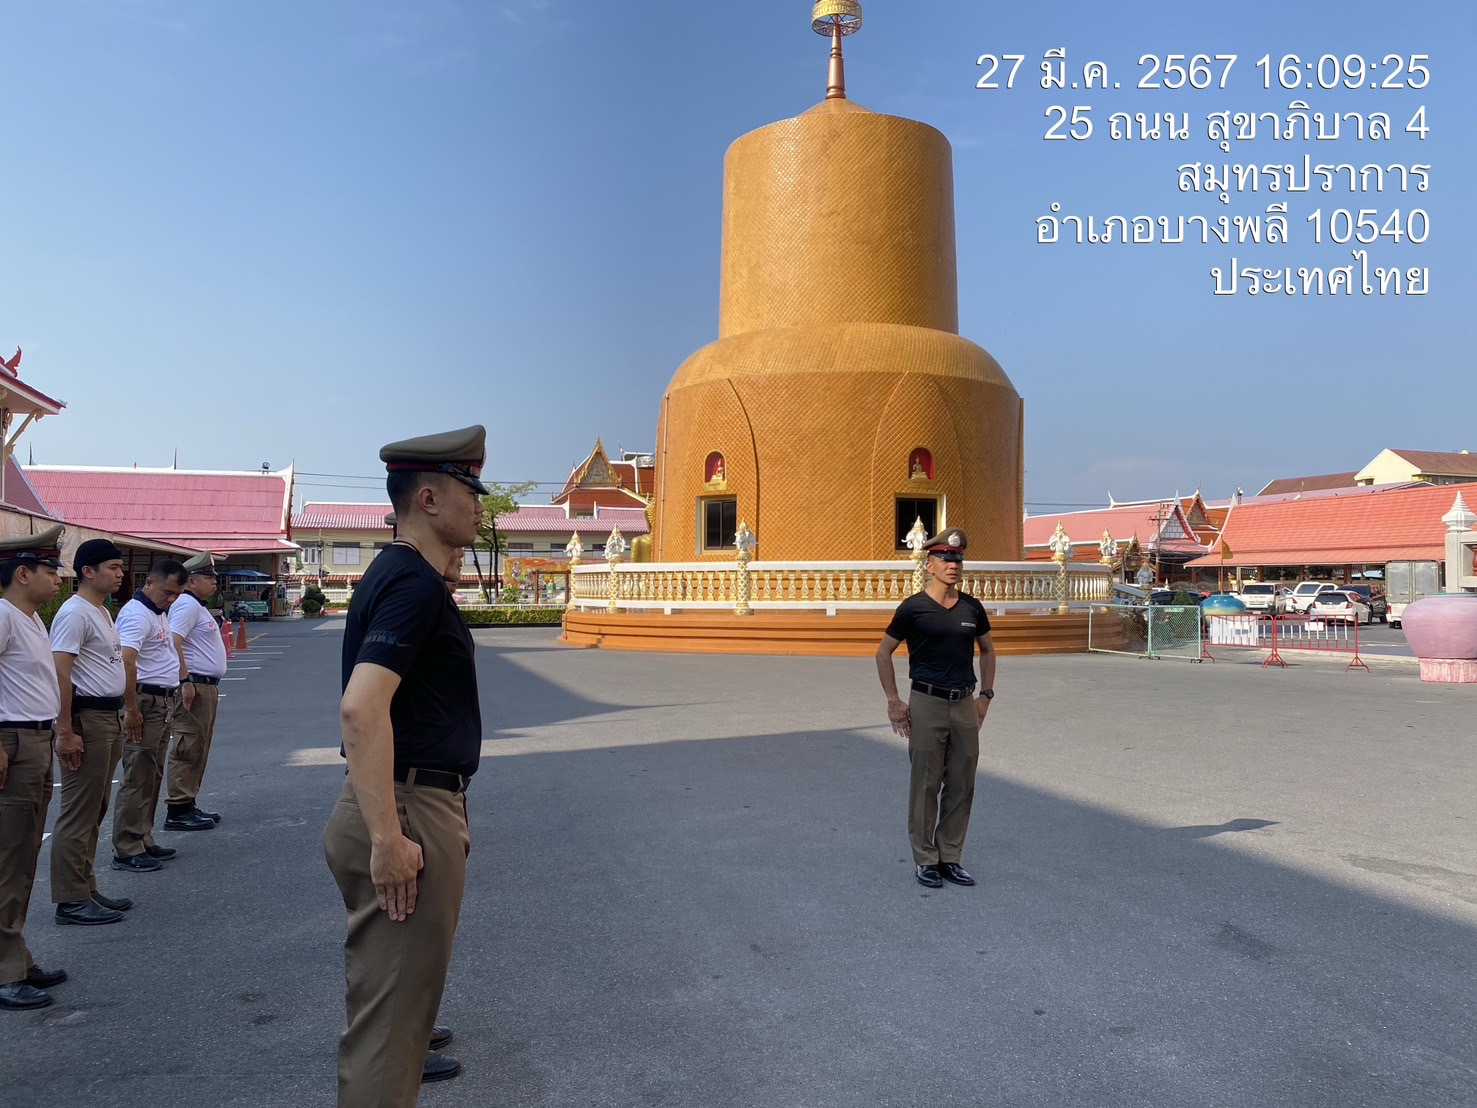 27 มี.ค. 2567 16:09:25
25 ถนน สุขาภิบาล 4
สมุทรปราการ
อำเภอบางพลี 10540
ประเทศไทย